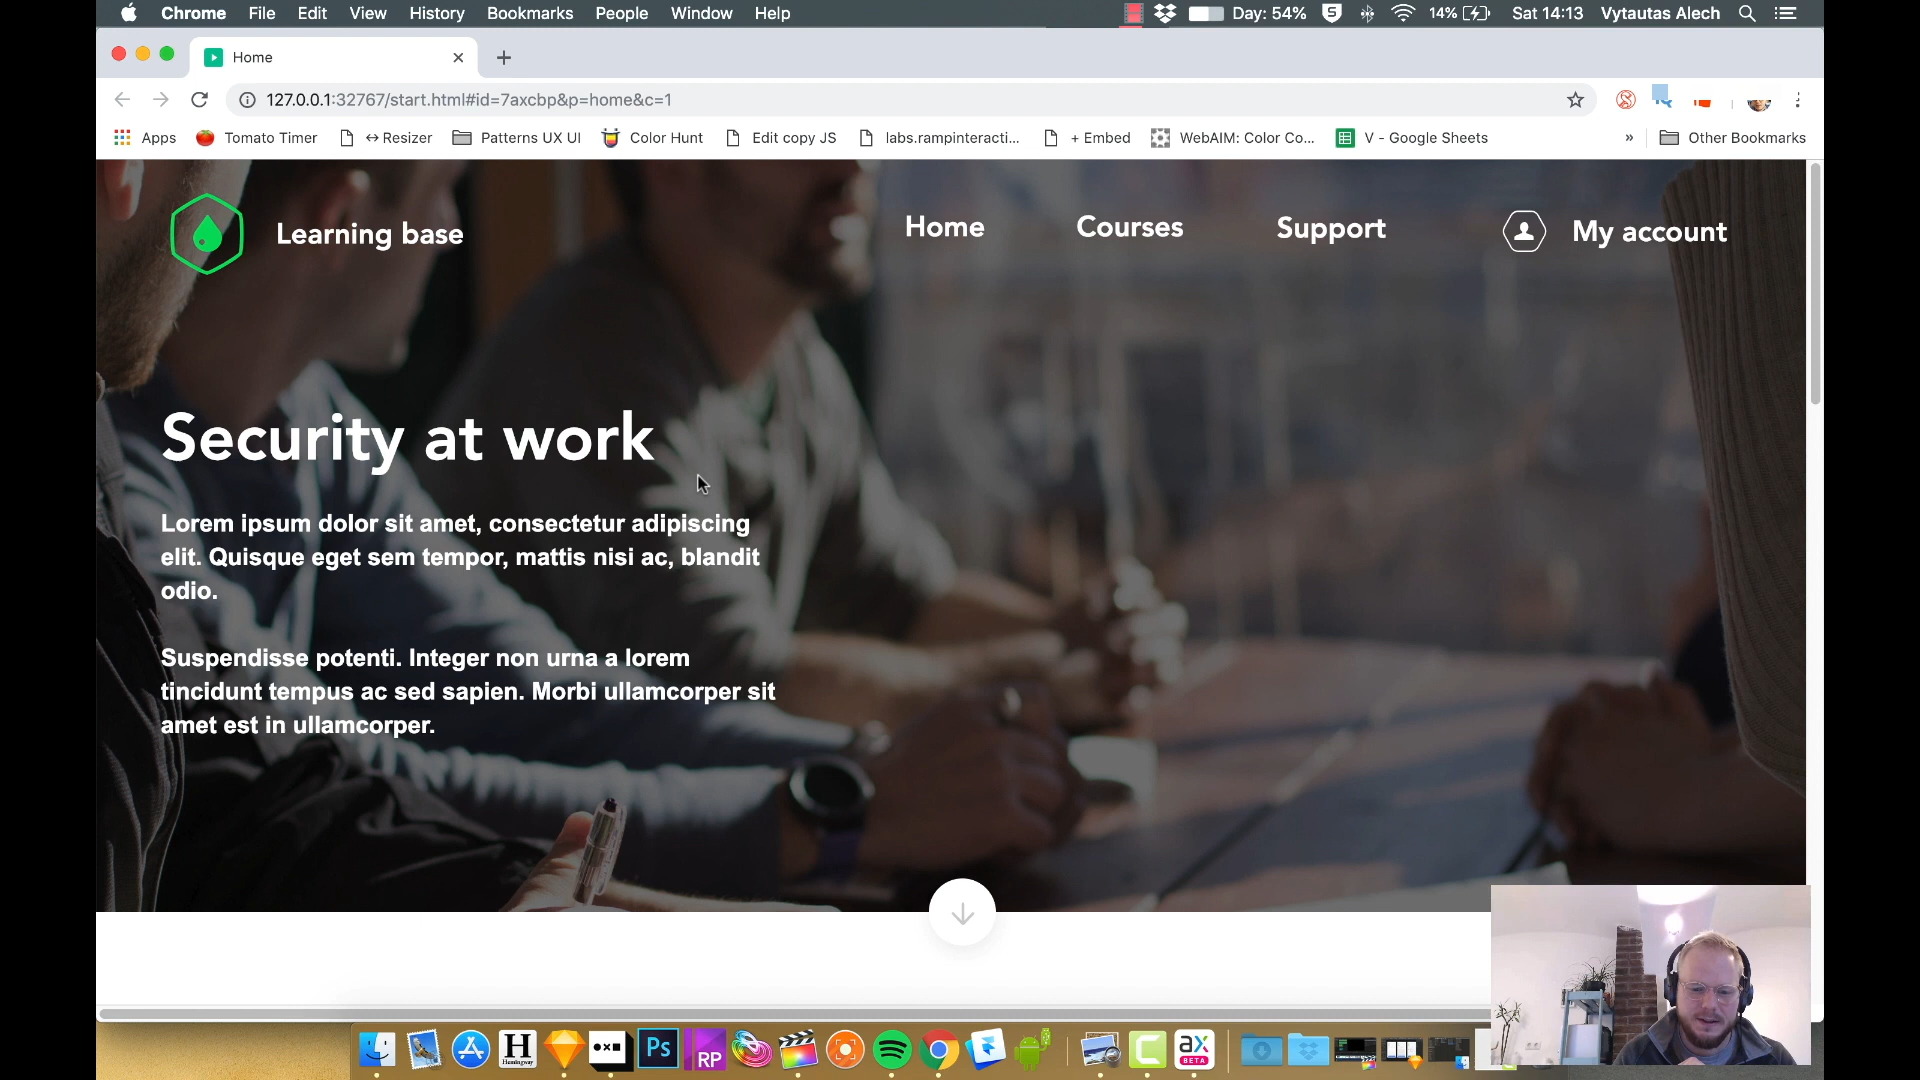 Chrome File Edit View History Bookmarks People Window Help Day: 54% S 14% Sat 14:13 Vytautas Alech
Home
127.0.0.1:32767/start.html#id=7axcbp&p=home&c=1
Apps Tomato Timer ↔Resizer Patterns UX UI Color Hunt Edit copy JS labs.rampinteracti... + Embed WebAIM: Color Co... V - Google Sheets » Other Bookmarks
Learning base Home Courses Support My account
Security at work
Lorem ipsum dolor sit amet, consectetur adipiscing
elit. Quisque eget sem tempor, mattis nisi ac, blandit
odio.
Suspendisse potenti. Integer non urna a lorem
tincidunt tempus ac sed sapien. Morbi ullamcorper sit
amet est in ullamcorper.
H Ps RP ax
Hemingway BETA